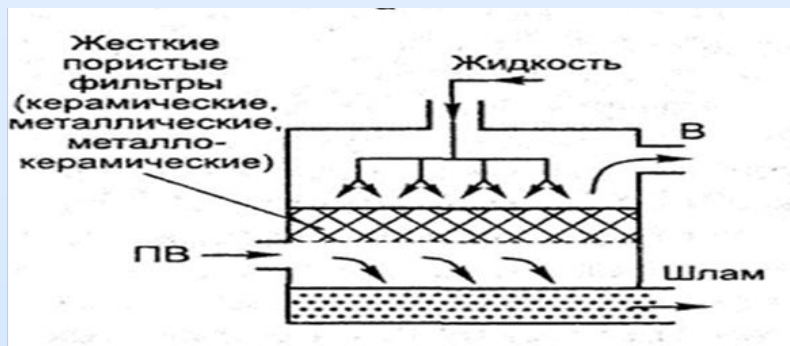 Жесткие
пористые
фильтры
(керамические,
металлические,
металло-
керамические)
Жидкость
В
ПВ
Шлам